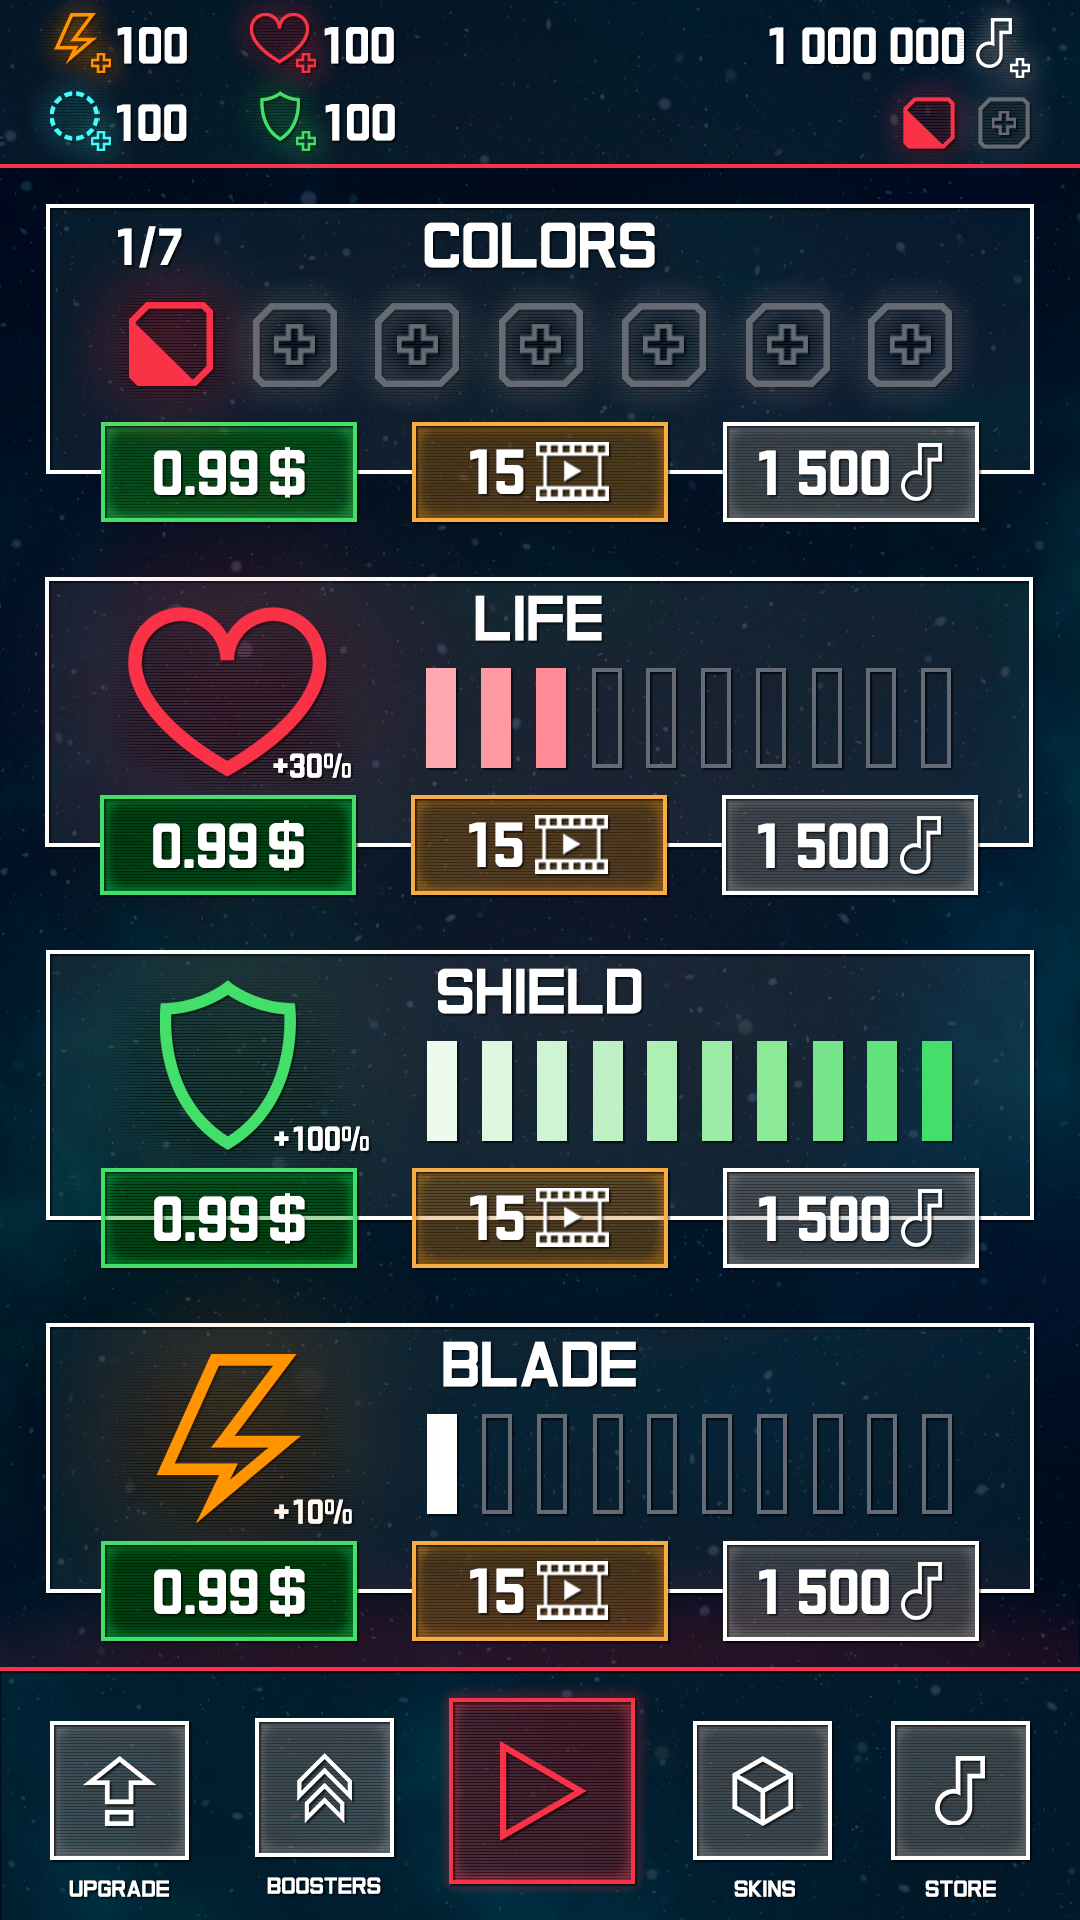 100 100 1 000 000
100 100
1/7 COLORS
0.99 $ 15 1 500
LIFE
+30%
0.99 $ 15 1 500
SHIELD
+100%
0.99 $ 15 1 500
BLADE
+10%
0.99 $ 15 1 500
UPGRADE BOOSTERS SKINS STORE